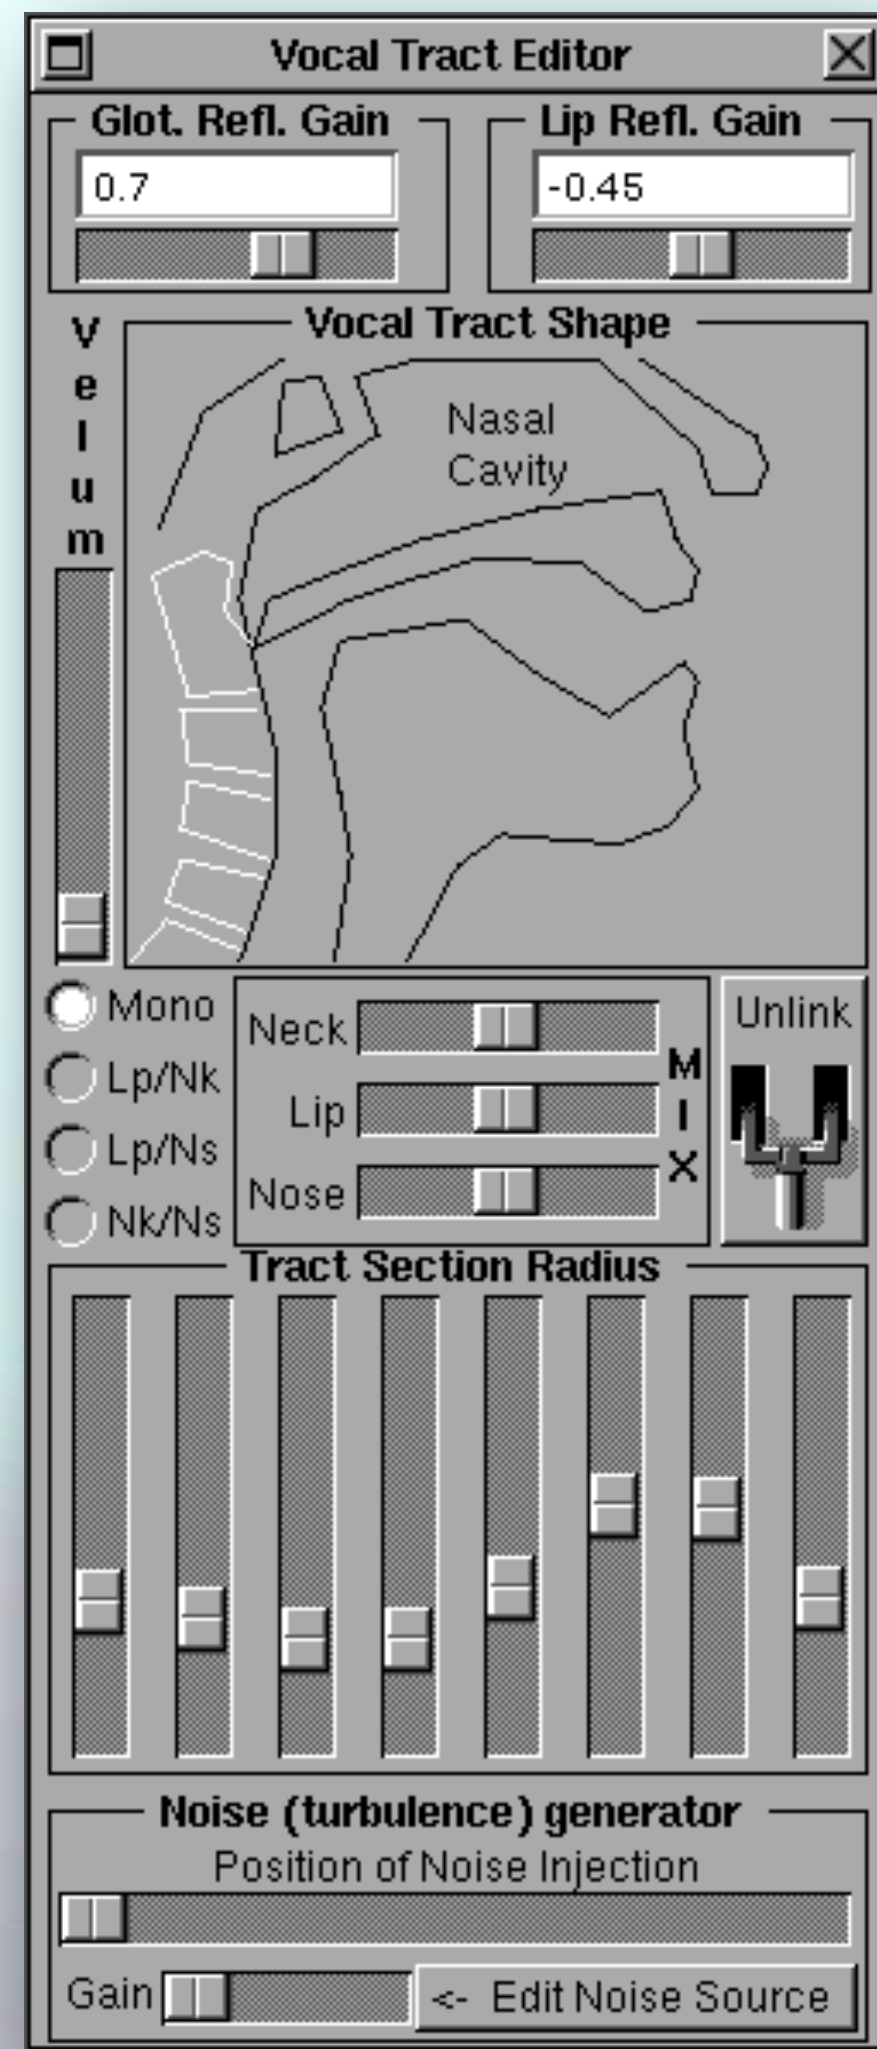 Vocal Tract Editor
Glot. Refl. Gain
Lip Refl. Gain
0.7
-0.45
Velum
Vocal Tract Shape
Nasal
Cavity
Mono
Lp/Nk
Lp/Ns
Nk/Ns
Neck
Lip
Nose
MIX
Unlink
Tract Section Radius
Noise (turbulence) generator
Position of Noise Injection
Gain
<- Edit Noise Source